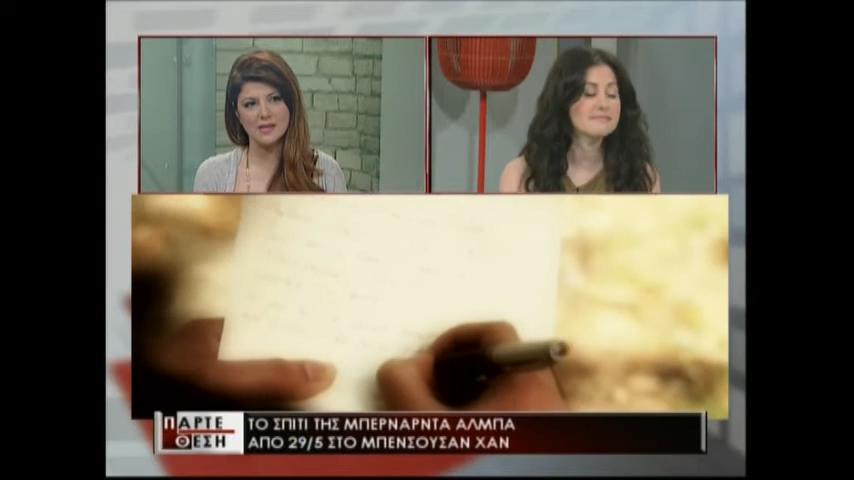 ΠΑΡΤΕ
ΘΕΣΗ
ΤΟ ΣΠΙΤΙ ΤΗΣ ΜΠΕΡΝΑΡΝΤΑ ΑΛΜΠΑ
ΑΠΟ 29/5 ΣΤΟ ΜΠΕΝΣΟΥΣΑΝ ΧΑΝ